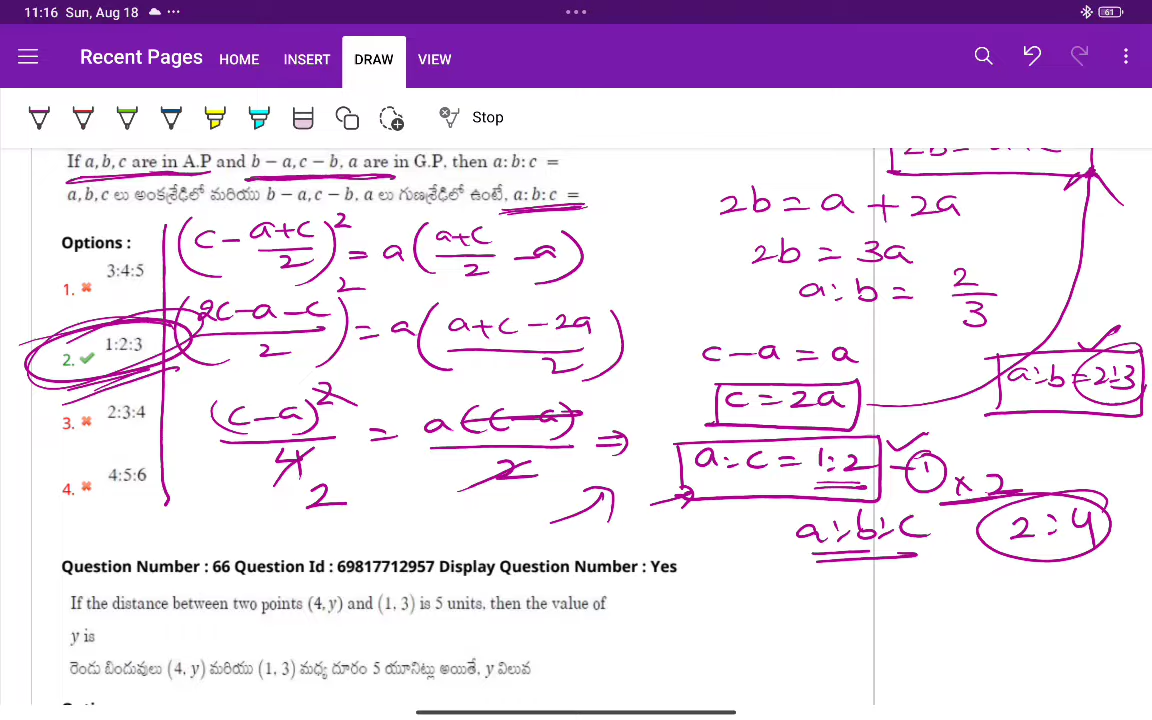 11:16 Sun, Aug 18 ... 61
Recent Pages HOME INSERT DRAW VIEW
Stop
If a, b, c are in A.P and b − a, c − b, a are in G.P, then a: b: c =
a, b, c లు అంకశ్రేఢిలో మరియు b − a, c − b, a లు గుణశ్రేఢిలో ఉంటే, a: b: c =
Options :
3:4:5
1. ✖
1:2:3
2. ✔
2:3:4
3. ✖
4:5:6
4. ✖
(c - a+c/2)² = a(a+c/2 - a)
(2c-a-c/2)² = a(a+c-2a/2)
(c-a)²/4 = a(c-a)/2 ⇒
2
2b = a + 2a
2b = 3a
a:b = 2/3
c-a = a
c = 2a
a:b = 2:3
a:c = 1:2 - ① × 2
a:b:c
2:4
Question Number : 66 Question Id : 69817712957 Display Question Number : Yes
If the distance between two points (4, y) and (1, 3) is 5 units, then the value of
y is
రెండు బిందువులు (4, y) మరియు (1, 3) మధ్య దూరం 5 యూనిట్లు అయితే, y విలువ